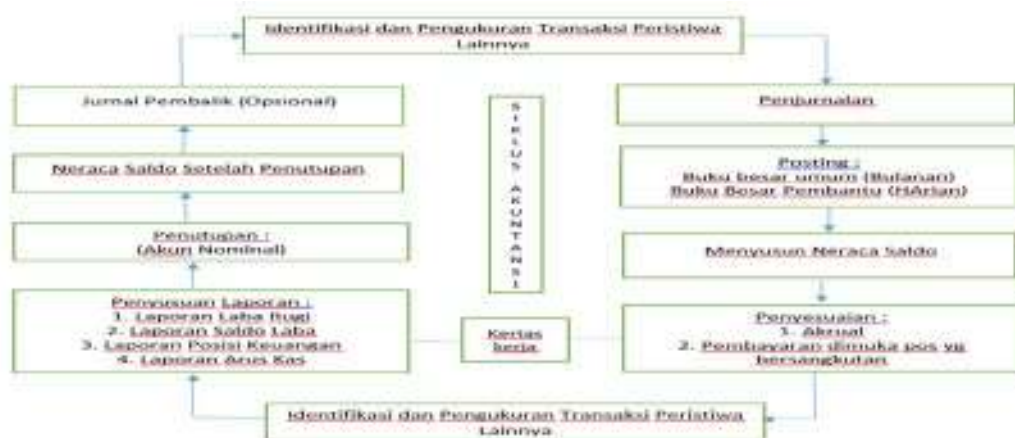 Identifikasi dan Pengukuran Transaksi Peristiwa
Lainnya
Penjurnalan
Posting :
Buku besar umum (Bulanan)
Buku Besar Pembantu (HArian)
Menyusun Neraca Saldo
Penyesuaian :
1. Akrual
2. Pembayaran dimuka pos yg
bersangkutan
Identifikasi dan Pengukuran Transaksi Peristiwa
Lainnya
Kertas
kerja
Penyusuan Laporan :
1. Laporan Laba Rugi
2. Laporan Saldo Laba
3. Laporan Posisi Keuangan
4. Laporan Arus Kas
Penutupan :
(Akun Nominal)
Neraca Saldo Setelah Penutupan
Jurnal Pembalik (Opsional)
SIKLUS AKUNTANSI